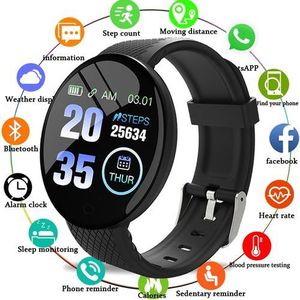 Step count
Moving distance
information
tsAPP
Weather disp
Find your phone
AM 03.01
20
STEPS
25634
Bluetooth
35
THUR
Heart rate
Alarm clock
Blood pressure testing
Sleep monitoring
Phone reminder
Calories
Sedentary reminder